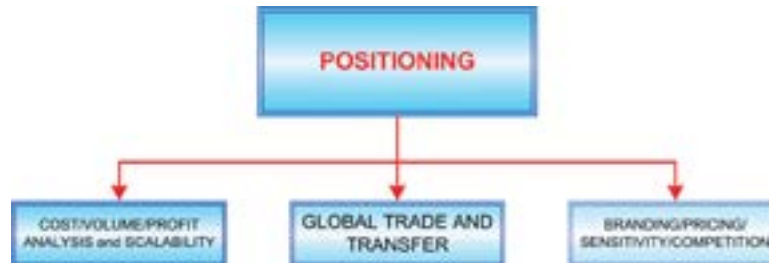 POSITIONING
COST/VOLUME/PROFIT
ANALYSIS and SCALABILITY
GLOBAL TRADE AND
TRANSFER
BRANDING/PRICING/
SENSITIVITY/COMPETITION